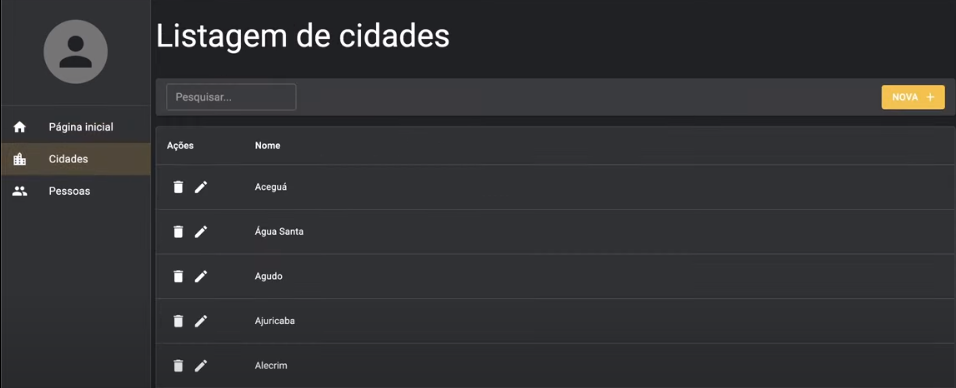 Listagem de cidades
Pesquisar...
NOVA +
Página inicial
Cidades
Pessoas
Ações Nome
Aceguá
Água Santa
Agudo
Ajuricaba
Alecrim